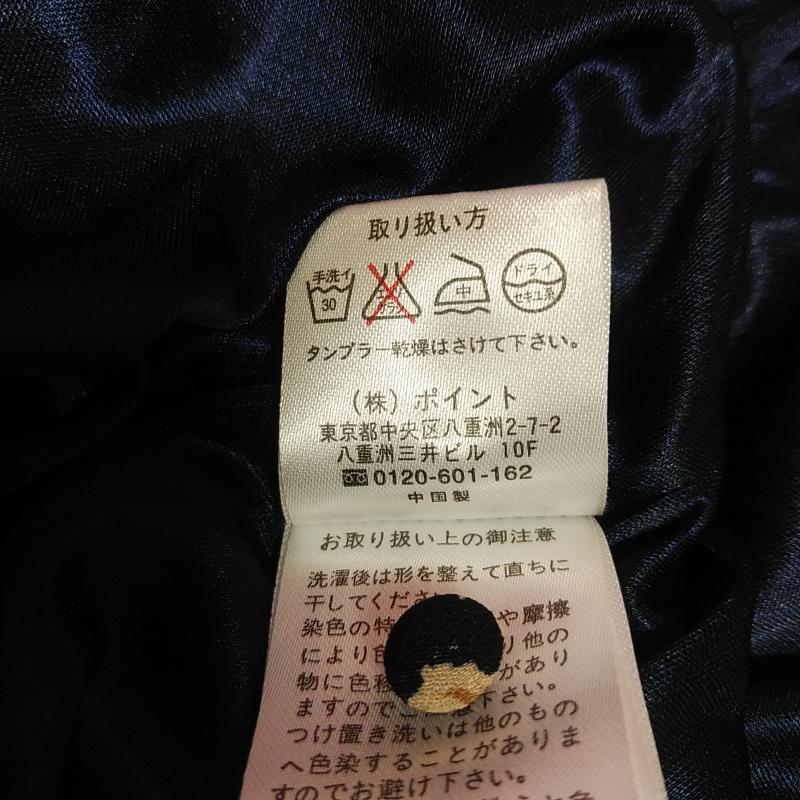 取り扱い方
手洗イ
30
中
ドライ
セキユ系
タンブラー乾燥はさけて下さい。
(株)ポイント
東京都中央区八重洲2-7-2
八重洲三井ビル 10F
0120-601-162
中国製
お取り扱い上の御注意
洗濯後は形を整えて直ちに
干してくださ
染色の特 や摩擦
により色 り他の
物に色移 があり
ますのでご 下さい。
つけ置き洗いは他のもの
へ色染することがありま
すのでお避け下さい。